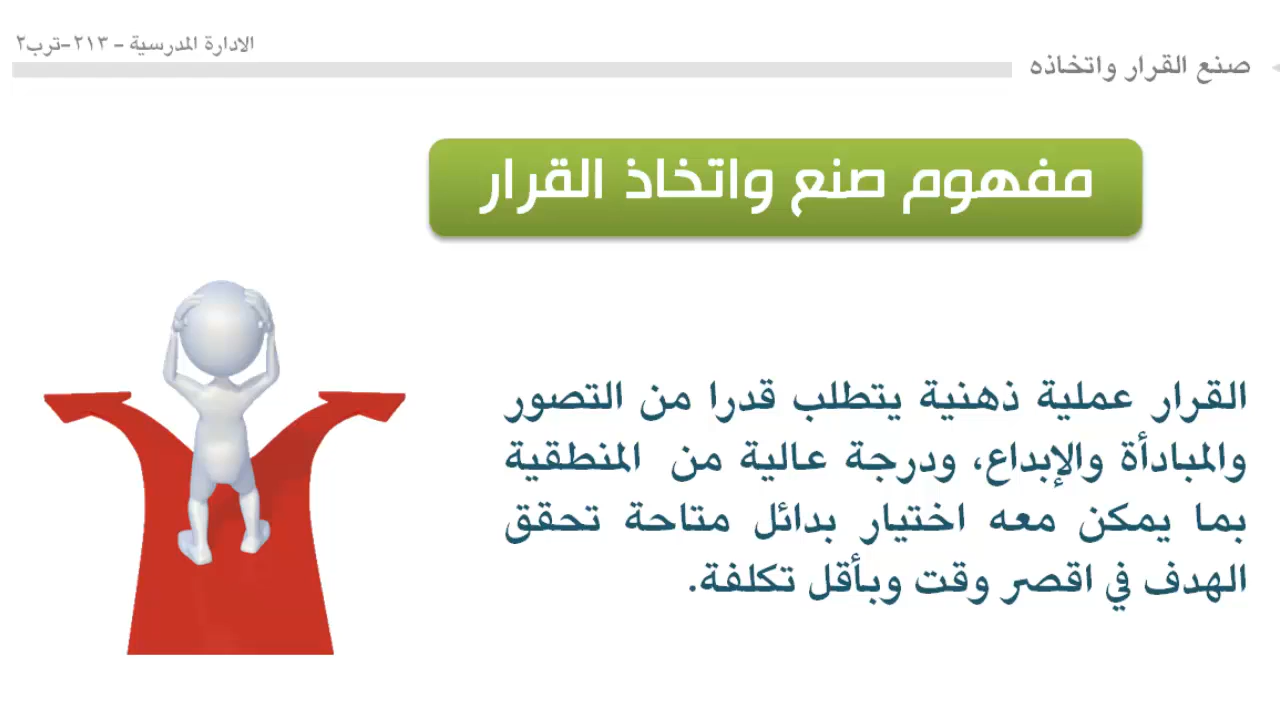 الادارة المدرسية - ٢١٣-ترب٢
صنع القرار واتخاذه
مفهوم صنع واتخاذ القرار
القرار عملية ذهنية يتطلب قدرا من التصور
والمبادأة والإبداع، ودرجة عالية من المنطقية
بما يمكن معه اختيار بدائل متاحة تحقق
الهدف في اقصر وقت وبأقل تكلفة.